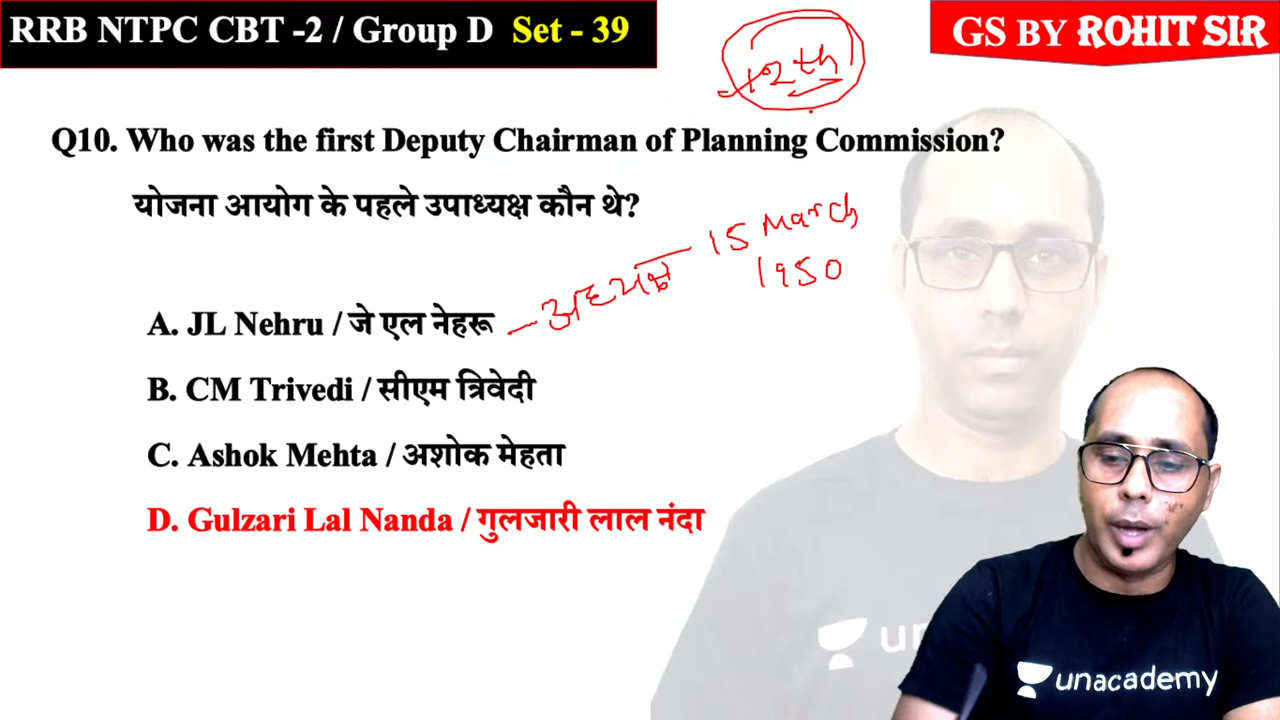 RRB NTPC CBT -2 / Group D Set - 39
GS BY ROHIT SIR
12th
Q10. Who was the first Deputy Chairman of Planning Commission?
योजना आयोग के पहले उपाध्यक्ष कौन थे?
A. JL Nehru / जे एल नेहरू
अध्यक्ष
15 March
1950
B. CM Trivedi / सीएम त्रिवेदी
C. Ashok Mehta / अशोक मेहता
D. Gulzari Lal Nanda / गुलजारी लाल नंदा
unacademy